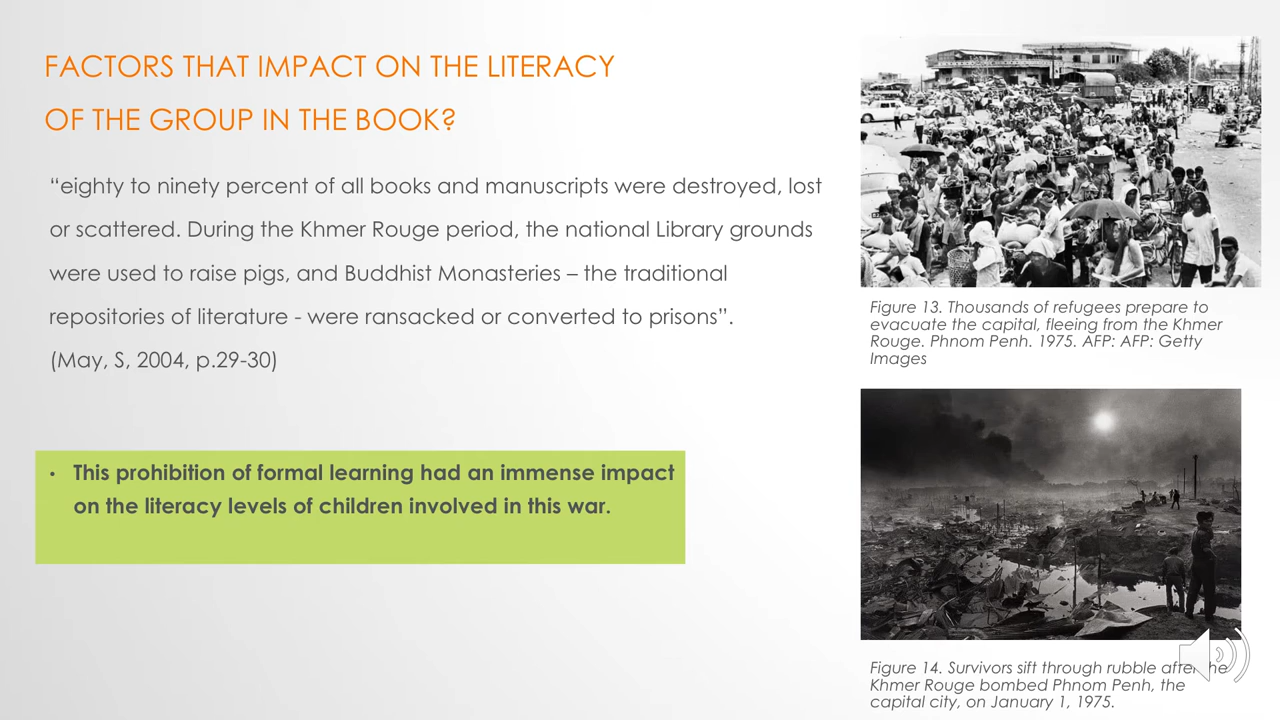 FACTORS THAT IMPACT ON THE LITERACY
OF THE GROUP IN THE BOOK?
“eighty to ninety percent of all books and manuscripts were destroyed, lost
or scattered. During the Khmer Rouge period, the national Library grounds
were used to raise pigs, and Buddhist Monasteries – the traditional
repositories of literature - were ransacked or converted to prisons”.
(May, S, 2004, p.29-30)
• This prohibition of formal learning had an immense impact
on the literacy levels of children involved in this war.
Figure 13. Thousands of refugees prepare to
evacuate the capital, fleeing from the Khmer
Rouge. Phnom Penh. 1975. AFP: AFP: Getty
Images
Figure 14. Survivors sift through rubble after the
Khmer Rouge bombed Phnom Penh, the
capital city, on January 1, 1975.